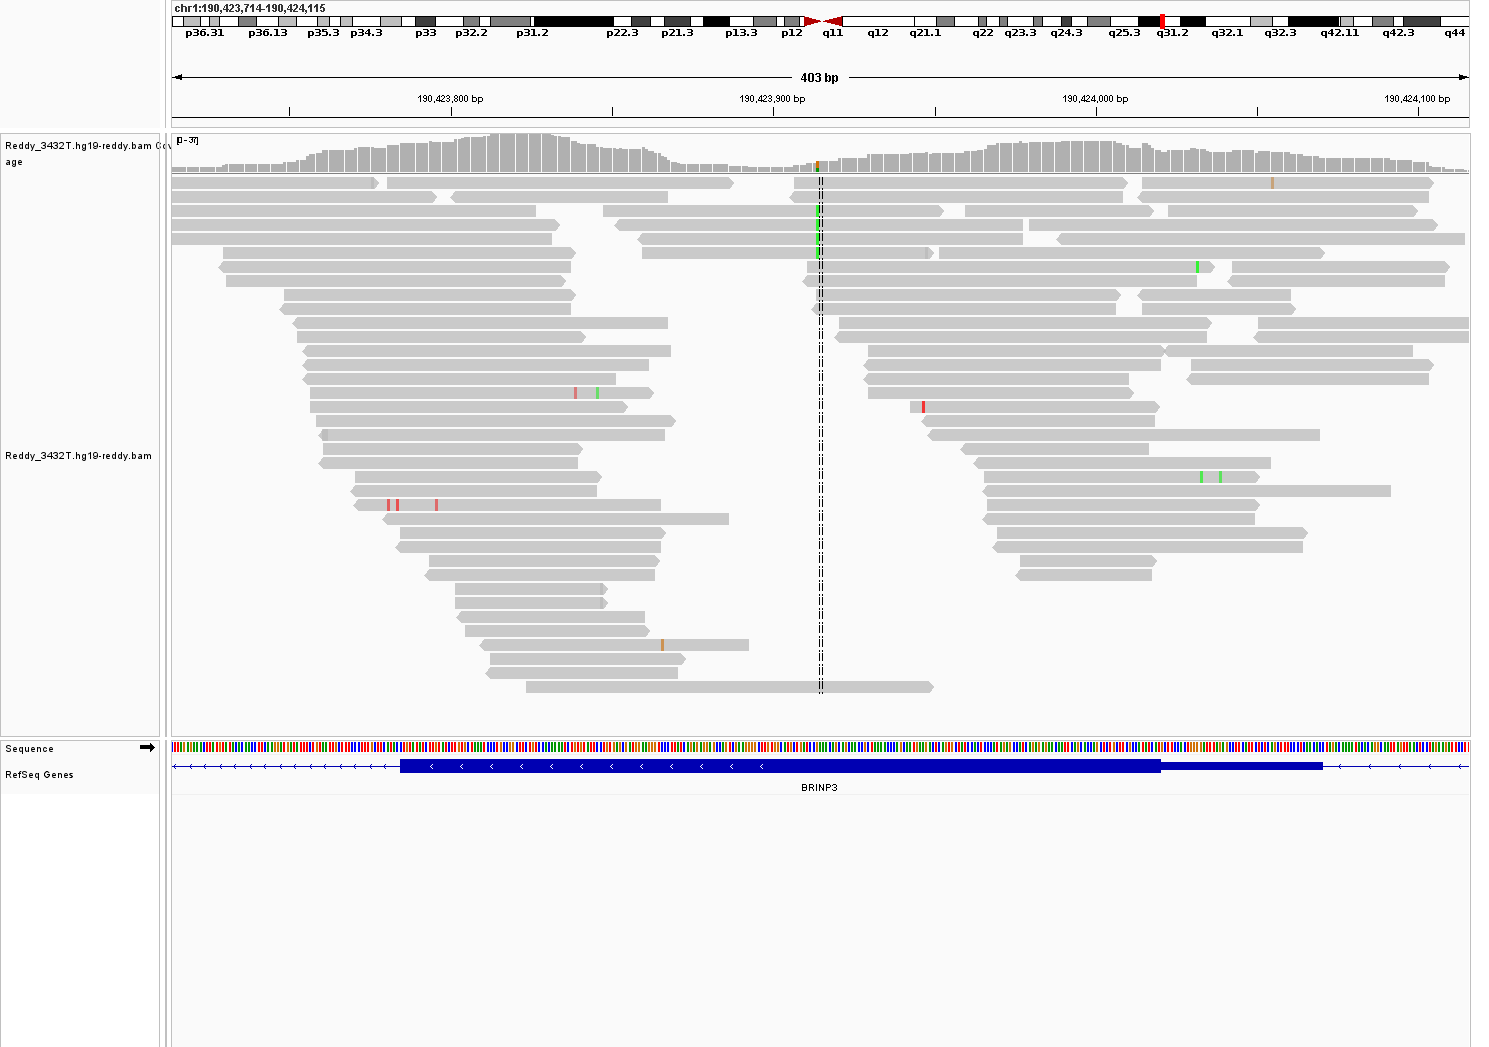 chr1:190,423,714-190,424,115
p36.31 p36.13 p35.3 p34.3 p33 p32.2 p31.2 p22.3 p21.3 p13.3 p12 q11 q12 q21.1 q22 q23.3 q24.3 q25.3 q31.2 q32.1 q32.3 q42.11 q42.3 q44
403 bp
190,423,800 bp 190,423,900 bp 190,424,000 bp 190,424,100 bp
[0 - 37]
Reddy_3432T.hg19-reddy.bam Cov
age
Reddy_3432T.hg19-reddy.bam
Sequence
RefSeq Genes
BRINP3